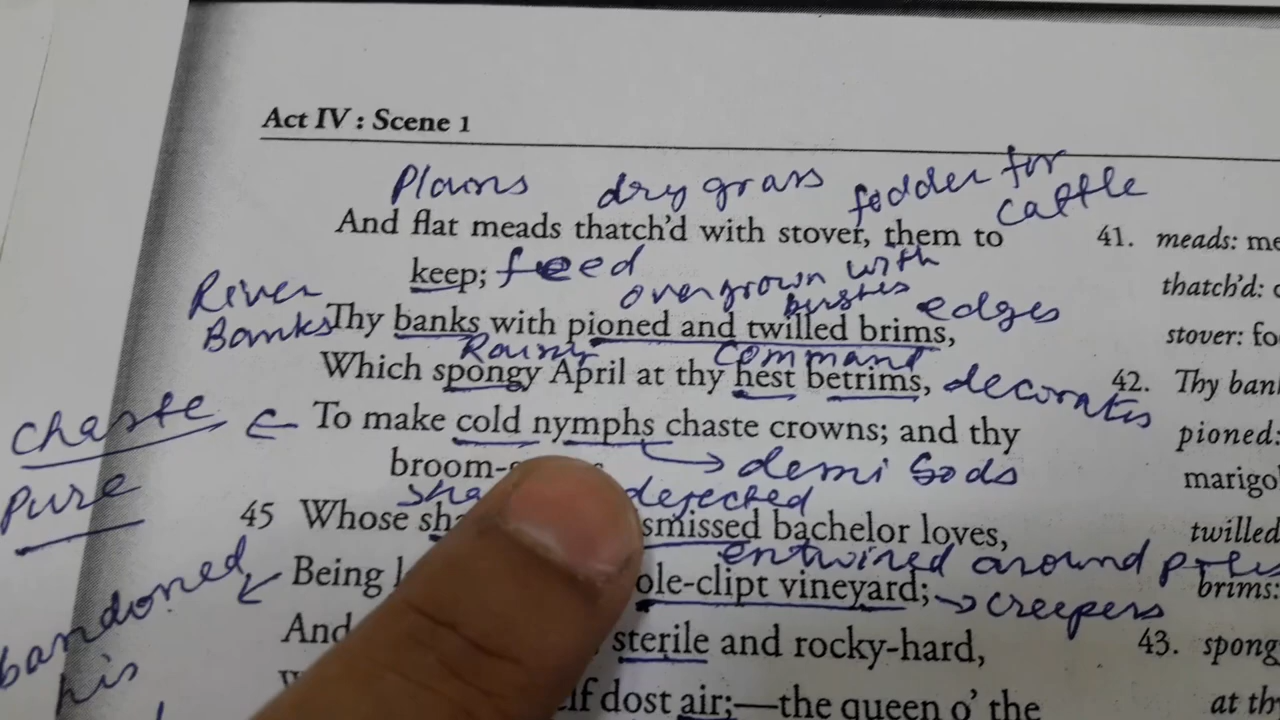 Act IV : Scene 1
Plains dry grass fodder for cattle
And flat meads thatch'd with stover, them to
keep; feed
41. meads: me
thatch'd:
River Banks
overgrown with bushes edges
stover: fo
Thy banks with pioned and twilled brims,
Rainy command
Which spongy April at thy hest betrims, decorates
42. Thy ban
chaste
To make cold nymphs chaste crowns; and thy
pioned:
broom-
demi Gods
marigo
Pure
dejected
45 Whose sha smissed bachelor loves,
twilled
entwined around poles
Being ole-clipt vineyard; creepers
brims:
bandoned
his
And sterile and rocky-hard,
43. spong
lf dost air;—the queen o' the
at th